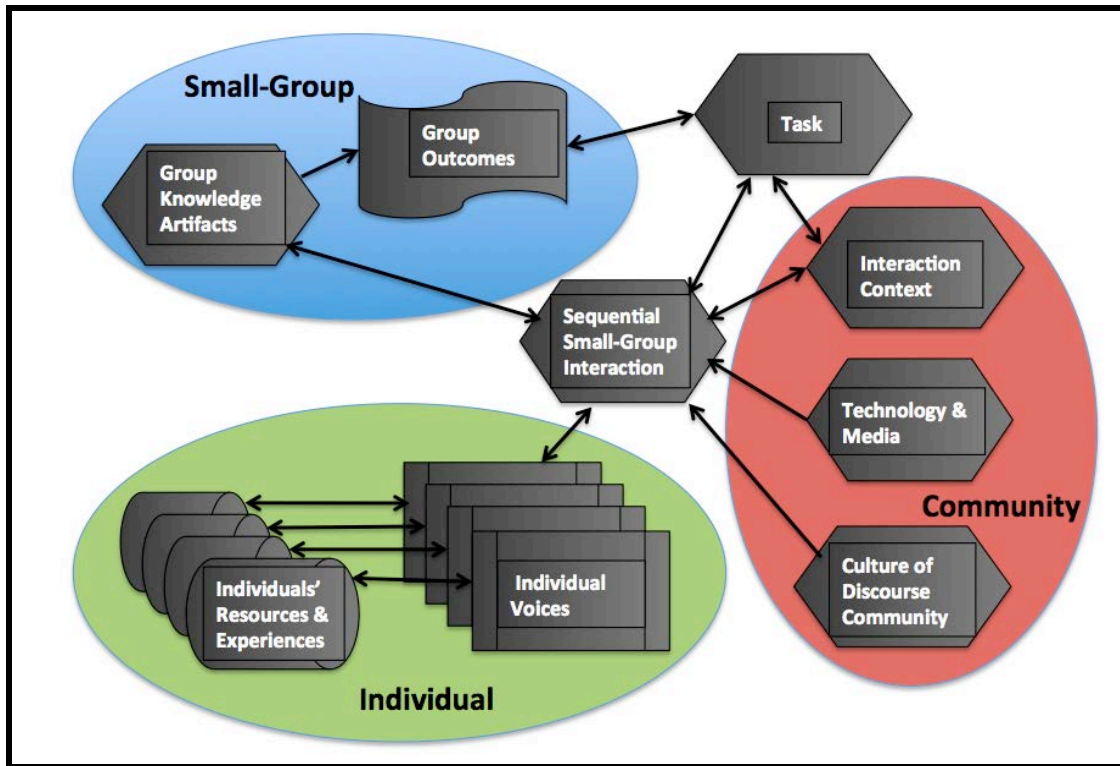 Small-Group
Group
Outcomes
Task
Group
Knowledge
Artifacts
Interaction
Context
Sequential
Small-Group
Interaction
Technology &
Media
Community
Culture of
Discourse
Community
Individuals’
Resources &
Experiences
Individual
Voices
Individual